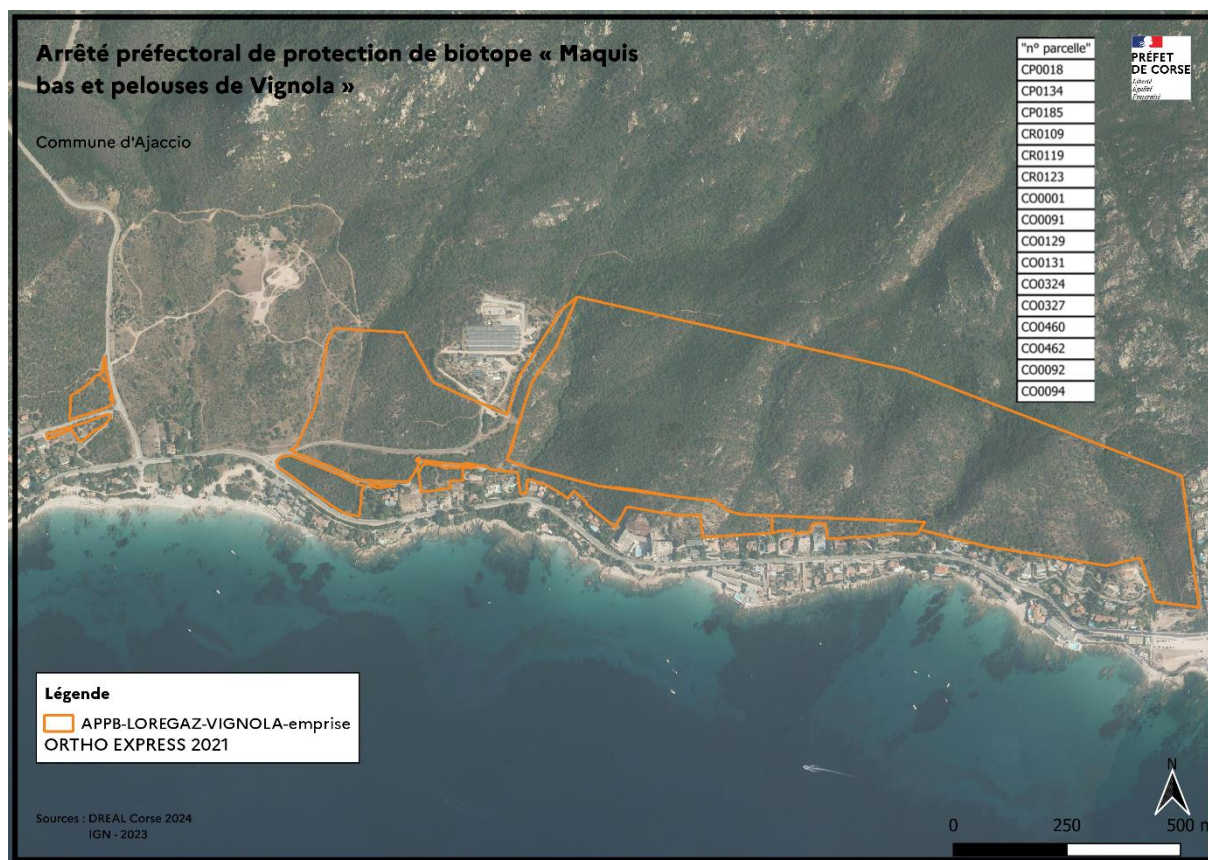 Arrêté préfectoral de protection de biotope « Maquis
bas et pelouses de Vignola »
Commune d'Ajaccio
"n° parcelle"
CP0018
CP0134
CP0185
CR0109
CR0119
CR0123
CO0001
CO0091
CO0129
CO0131
CO0324
CO0327
CO0460
CO0462
CO0092
CO0094
PRÉFET
DE CORSE
Liberté
Égalité
Fraternité
Légende
APPB-LOREGAZ-VIGNOLA-emprise
ORTHO EXPRESS 2021
Sources : DREAL Corse 2024
IGN - 2023
N
0 250 500 m